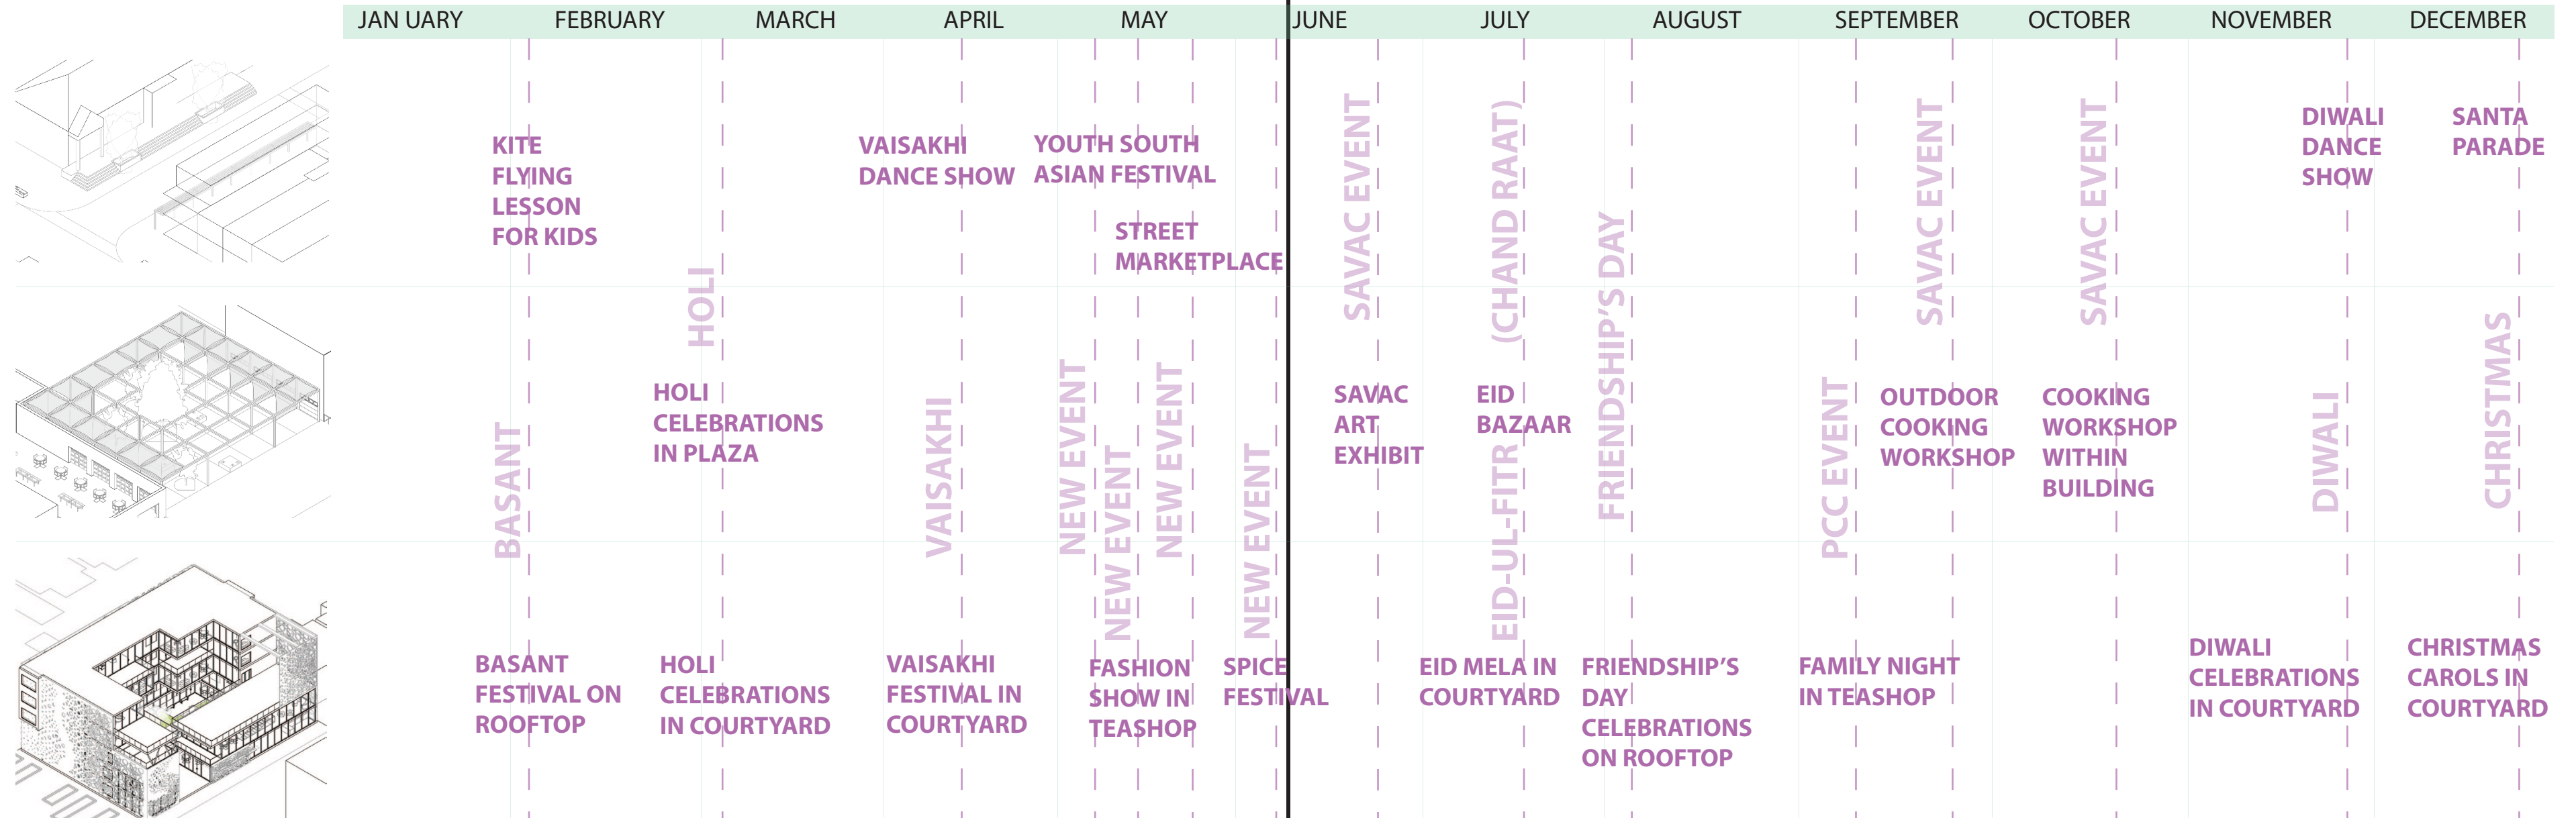 JAN UARY FEBRUARY MARCH APRIL MAY JUNE JULY AUGUST SEPTEMBER OCTOBER NOVEMBER DECEMBER
KITE
FLYING
LESSON
FOR KIDS
VAISAKHI
DANCE SHOW
YOUTH SOUTH
ASIAN FESTIVAL
STREET
MARKETPLACE
DIWALI
DANCE
SHOW
SANTA
PARADE
BASANT
HOLI
VAISAKHI
NEW EVENT
NEW EVENT
NEW EVENT
NEW EVENT
SAVAC EVENT
EID-UL-FITR (CHAND RAAT)
FRIENDSHIP’S DAY
PCC EVENT
SAVAC EVENT
SAVAC EVENT
DIWALI
CHRISTMAS
HOLI
CELEBRATIONS
IN PLAZA
SAVAC
ART
EXHIBIT
EID
BAZAAR
OUTDOOR
COOKING
WORKSHOP
COOKING
WORKSHOP
WITHIN
BUILDING
BASANT
FESTIVAL ON
ROOFTOP
HOLI
CELEBRATIONS
IN COURTYARD
VAISAKHI
FESTIVAL IN
COURTYARD
FASHION
SHOW IN
TEASHOP
SPICE
FESTIVAL
EID MELA IN
COURTYARD
FRIENDSHIP’S
DAY
CELEBRATIONS
ON ROOFTOP
FAMILY NIGHT
IN TEASHOP
DIWALI
CELEBRATIONS
IN COURTYARD
CHRISTMAS
CAROLS IN
COURTYARD